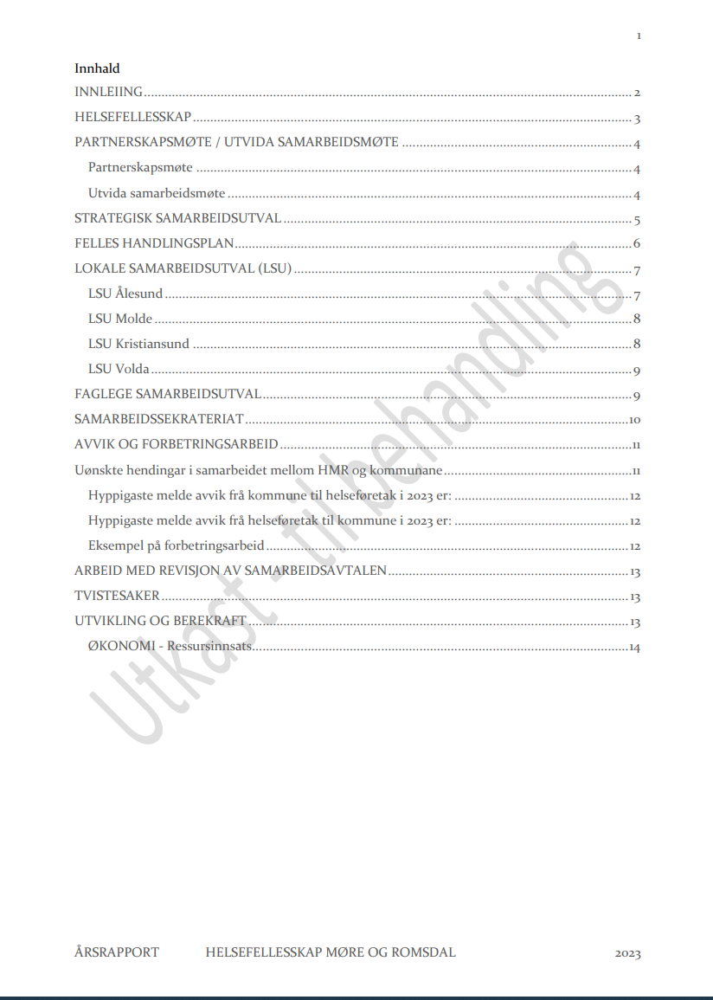 1
Innhald
INNLEIING 2
HELSEFELLESSKAP 3
PARTNERSKAPSMØTE / UTVIDA SAMARBEIDSMØTE 4
Partnerskapsmøte 4
Utvida samarbeidsmøte 4
STRATEGISK SAMARBEIDSUTVAL 5
FELLES HANDLINGSPLAN 6
LOKALE SAMARBEIDSUTVAL (LSU) 7
LSU Ålesund 7
LSU Molde 8
LSU Kristiansund 8
LSU Volda 9
FAGLEGE SAMARBEIDSUTVAL 9
SAMARBEIDSSEKRATERIAT 10
AVVIK OG FORBETRINGSARBEID 11
Uønskte hendingar i samarbeidet mellom HMR og kommunane 11
Hyppigaste melde avvik frå kommune til helseføretak i 2023 er: 12
Hyppigaste melde avvik frå helseføretak til kommune i 2023 er: 12
Eksempel på forbetringsarbeid 12
ARBEID MED REVISJON AV SAMARBEIDSAVTALEN 13
TVISTESAKER 13
UTVIKLING OG BEREKRAFT 13
ØKONOMI - Ressursinnsats 14
Utkast – til behandling
ÅRSRAPPORT HELSEFELLESSKAP MØRE OG ROMSDAL 2023